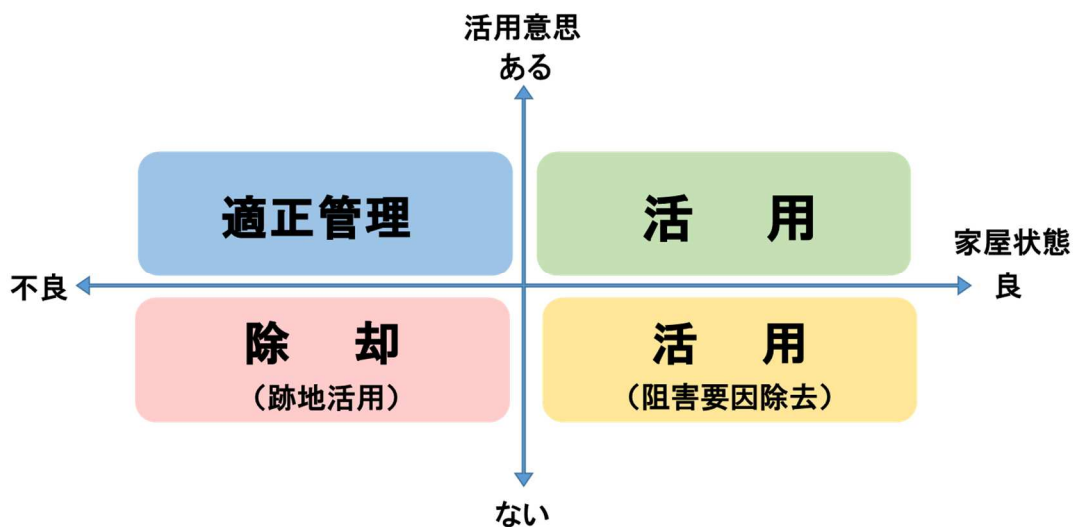 活用意思
ある
適正管理
活　用
家屋状態
不良
良
除　却
（跡地活用）
活　用
（阻害要因除去）
ない